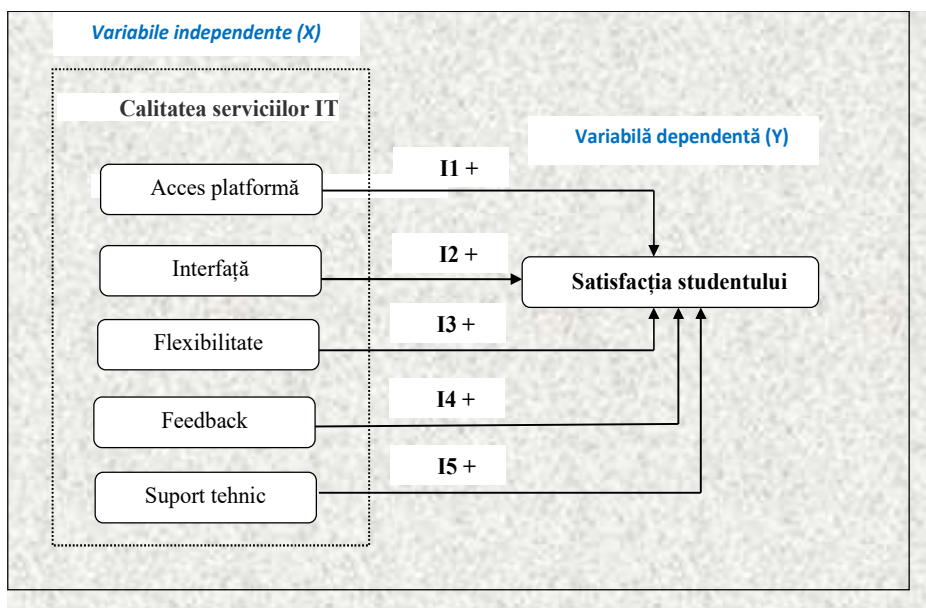 Variabile independente (X)
Calitatea serviciilor IT
Variabilă dependentă (Y)
I1 +
Acces platformă
I2 +
Interfață
Satisfacția studentului
I3 +
Flexibilitate
I4 +
Feedback
I5 +
Suport tehnic